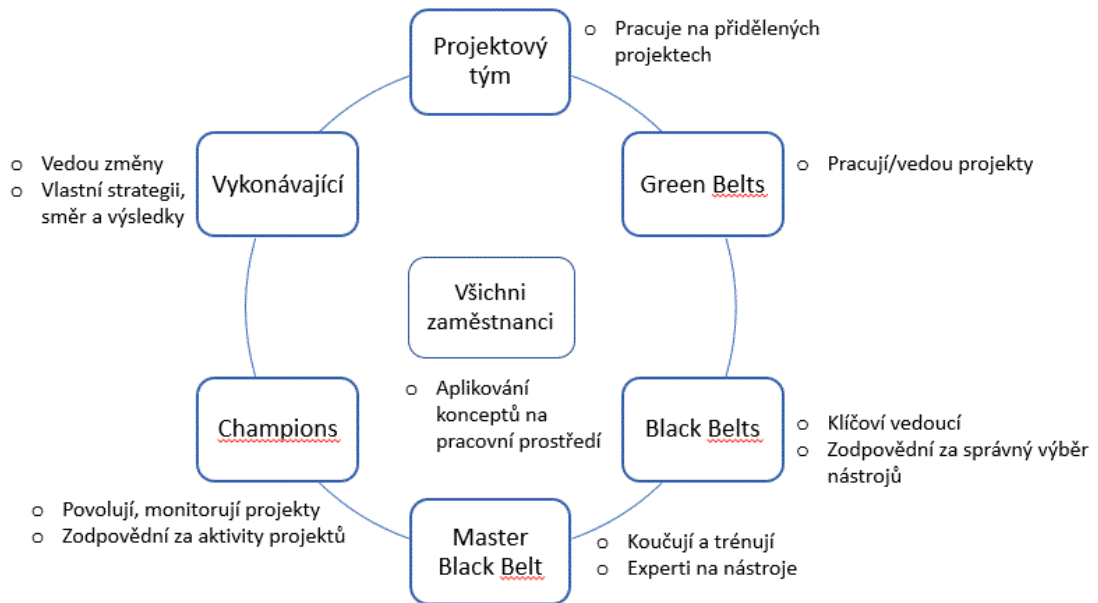 Projektový
tým
o Pracuje na přidělených
projektech
Vykonávající
o Vedou změny
o Vlastní strategii,
směr a výsledky
Green Belts
o Pracují/vedou projekty
Všichni
zaměstnanci
o Aplikování
konceptů na
pracovní prostředí
Champions
o Povolují, monitorují projekty
o Zodpovědní za aktivity projektů
Black Belts
o Klíčoví vedoucí
o Zodpovědní za správný výběr
nástrojů
Master
Black Belt
o Koučují a trénují
o Experti na nástroje